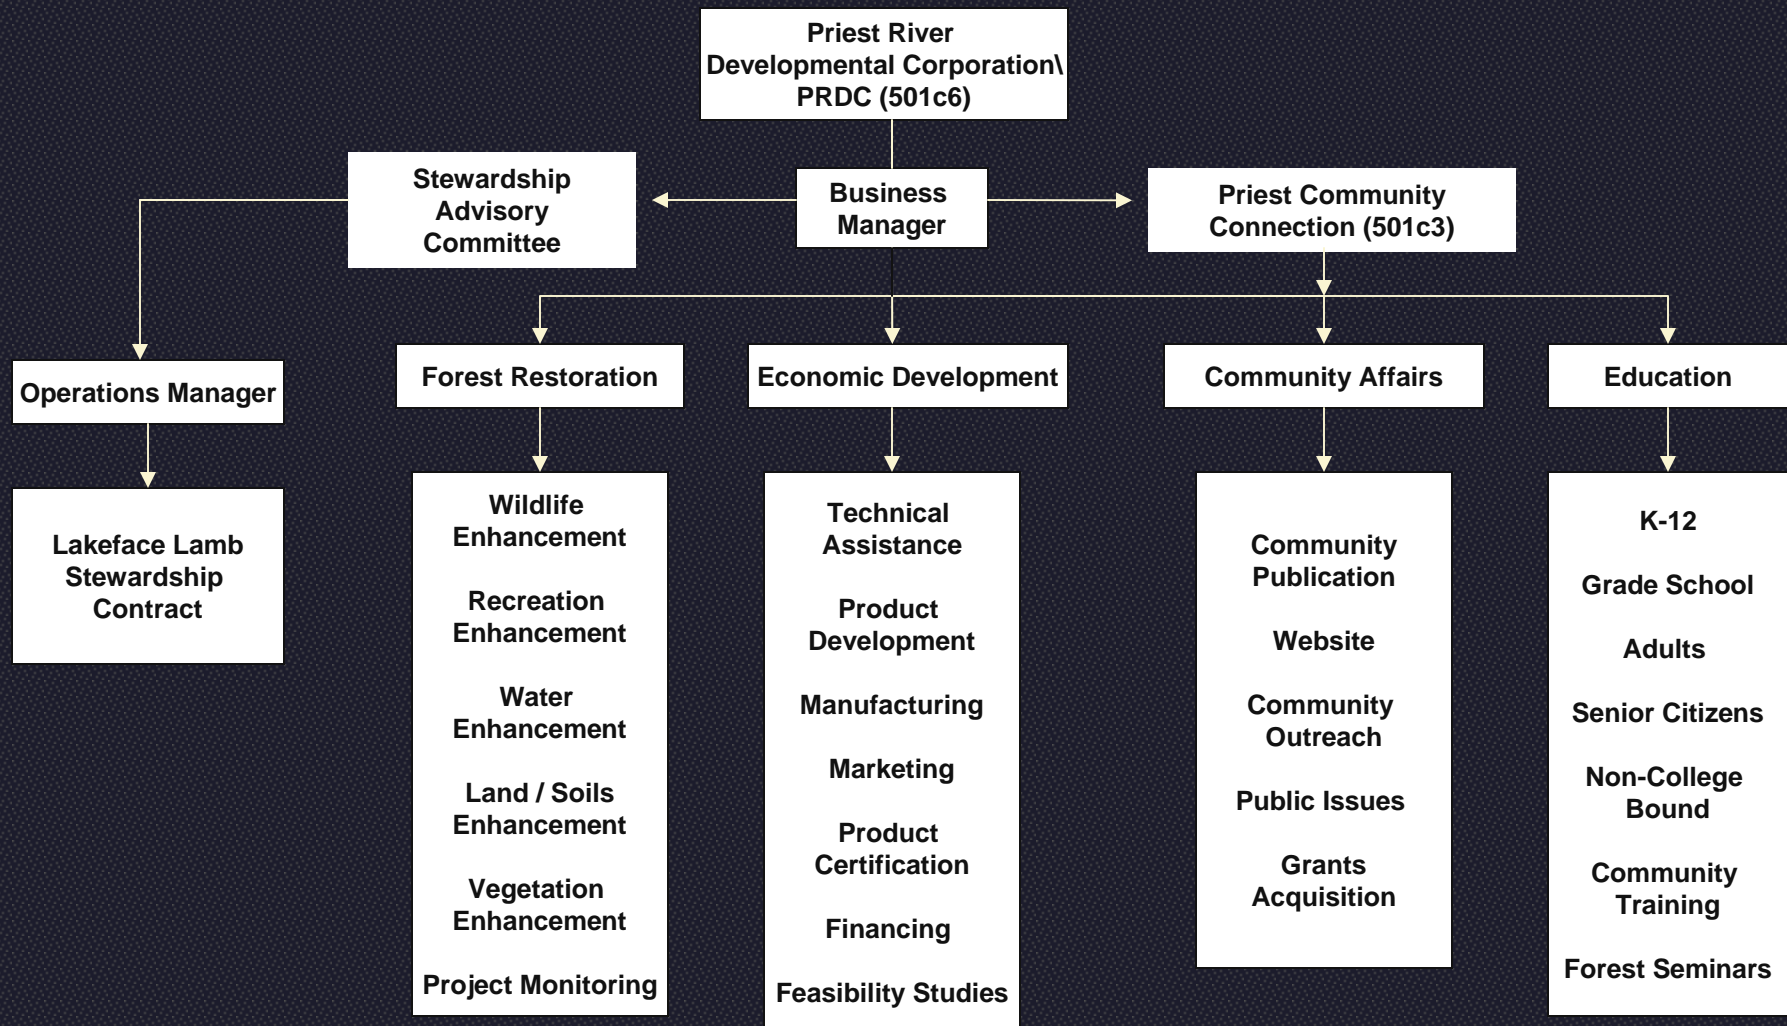 Priest River
Developmental Corporation\
PRDC (501c6)
Stewardship
Advisory
Committee
Business
Manager
Priest Community
Connection (501c3)
Operations Manager
Forest Restoration
Economic Development
Community Affairs
Education
Lakeface Lamb
Stewardship
Contract
Wildlife
Enhancement
Recreation
Enhancement
Water
Enhancement
Land / Soils
Enhancement
Vegetation
Enhancement
Project Monitoring
Technical
Assistance
Product
Development
Manufacturing
Marketing
Product
Certification
Financing
Feasibility Studies
Community
Publication
Website
Community
Outreach
Public Issues
Grants
Acquisition
K-12
Grade School
Adults
Senior Citizens
Non-College
Bound
Community
Training
Forest Seminars